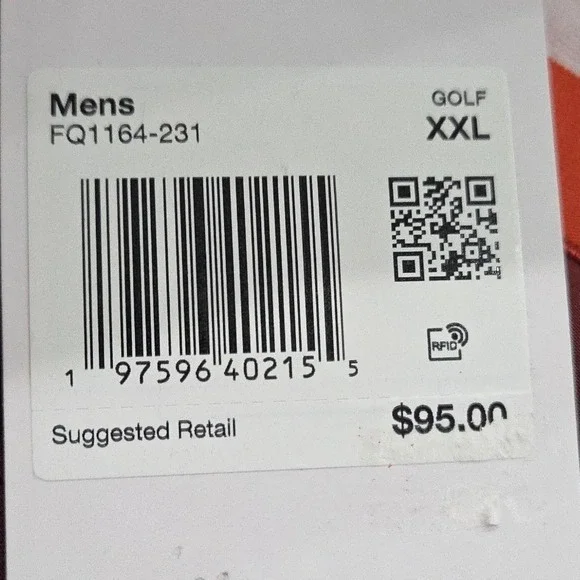 Mens
FQ1164-231
GOLF
XXL
RFID
1 97596 40215 5
Suggested Retail
$95.00